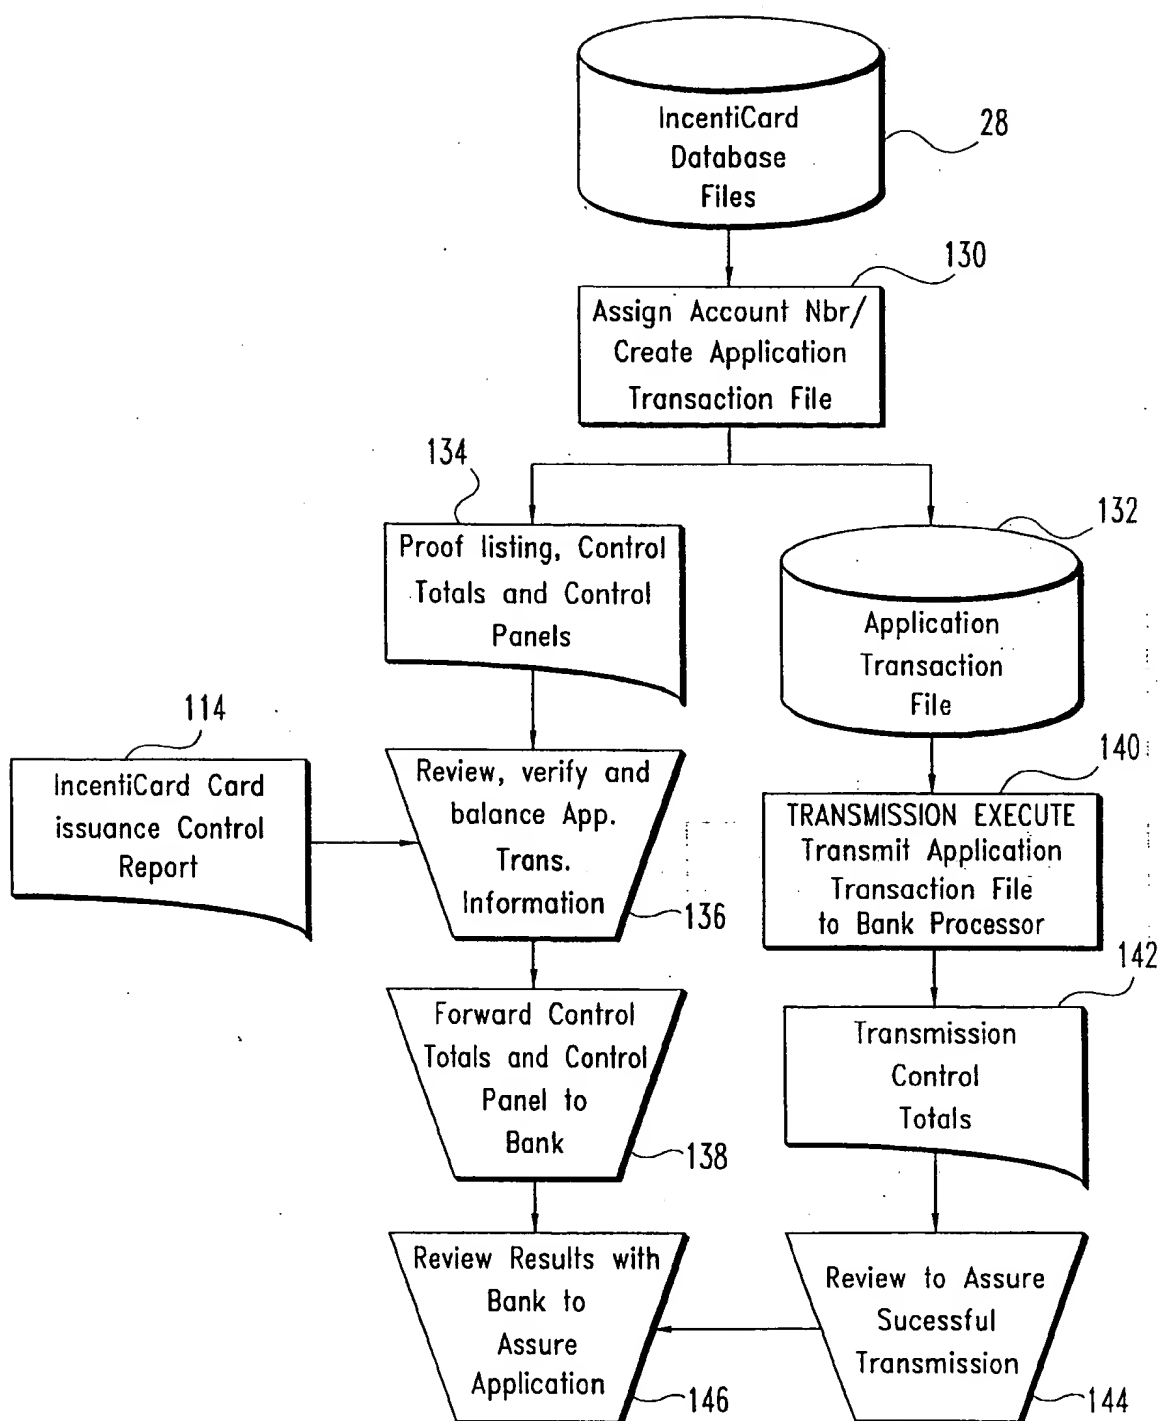 IncentiCard
Database
Files
28
130
Assign Account Nbr/
Create Application
Transaction File
134
Proof listing, Control
Totals and Control
Panels
132
Application
Transaction
File
114
IncentiCard Card
issuance Control
Report
Review, verify and
balance App.
Trans.
Information
136
140
TRANSMISSION EXECUTE
Transmit Application
Transaction File
to Bank Processor
Forward Control
Totals and Control
Panel to
Bank
138
142
Transmission
Control
Totals
Review Results with
Bank to
Assure
Application
146
Review to Assure
Sucessful
Transmission
144